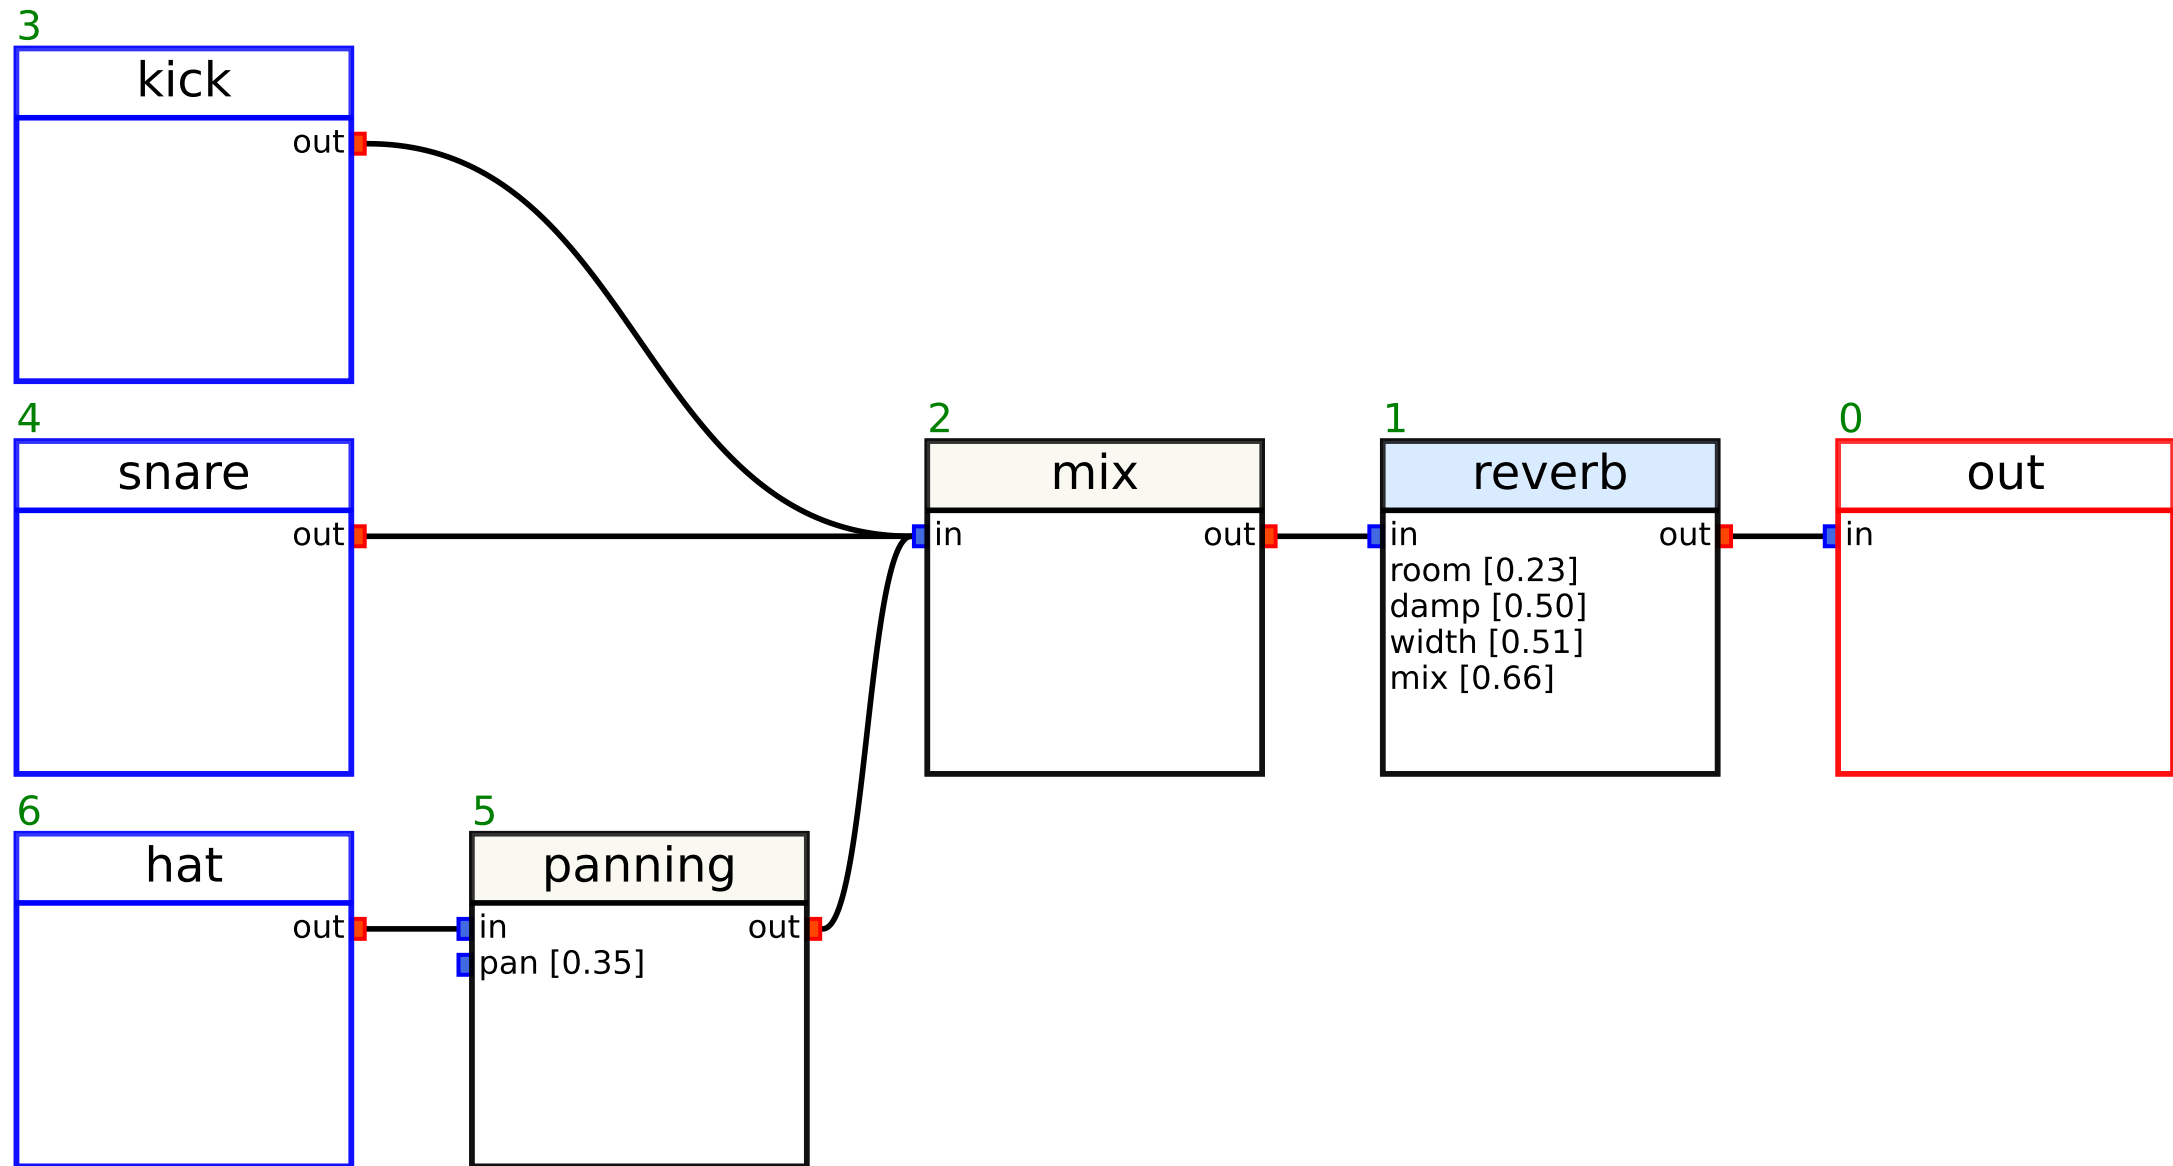 3
kick
out
4
snare
out
6
hat
out
5
panning
in
out
pan [0.35]
2
mix
in
out
1
reverb
in
out
room [0.23]
damp [0.50]
width [0.51]
mix [0.66]
0
out
in